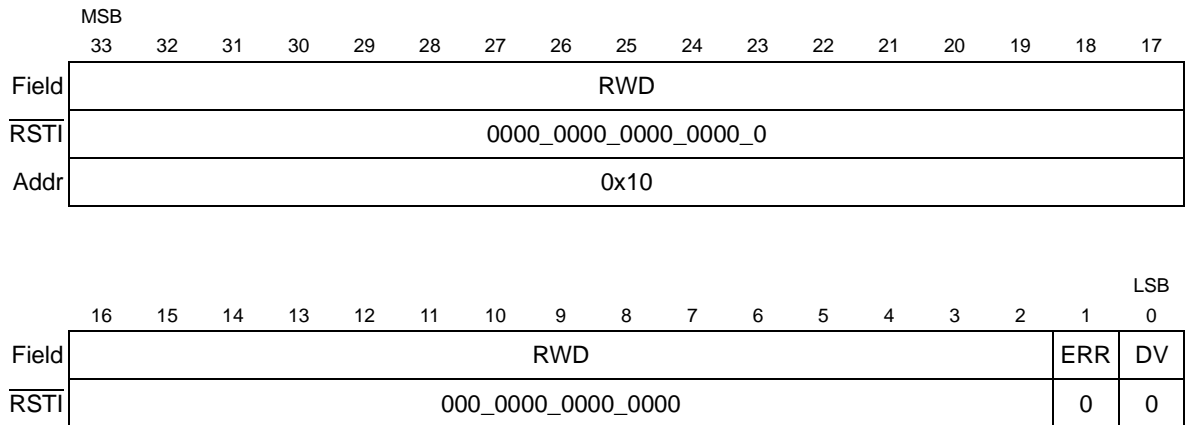 MSB
33 32 31 30 29 28 27 26 25 24 23 22 21 20 19 18 17
Field RWD
RSTI 0000_0000_0000_0000_0
Addr 0x10
LSB
16 15 14 13 12 11 10 9 8 7 6 5 4 3 2 1 0
Field RWD ERR DV
RSTI 000_0000_0000_0000 0 0